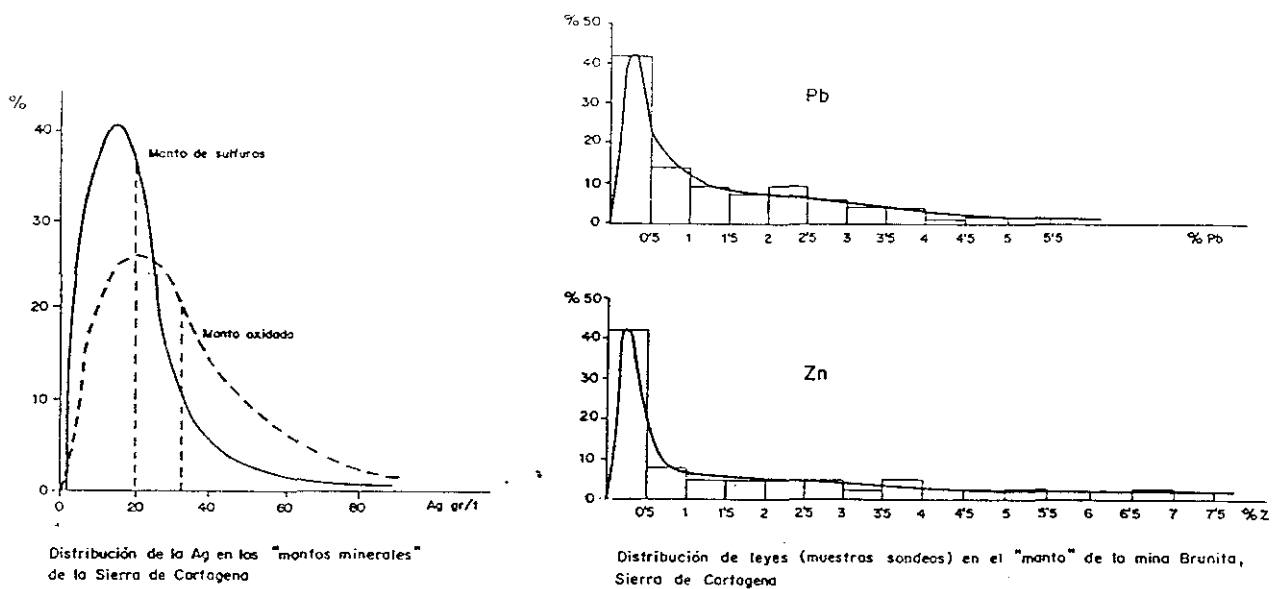 %
40
30
20
10
0
Manto de sulfuros
Manto oxidado
0 20 40 60 80
Ag gr/t
Distribución de la Ag en los "mantos minerales"
de la Sierra de Cartagena
% 50
40
30
20
10
0
Pb
0'5 1 1'5 2 2'5 3 3'5 4 4'5 5 5'5 % Pb
% 50
40
30
20
10
0
Zn
0'5 1 1'5 2 2'5 3 3'5 4 4'5 5 5'5 6 6'5 7 7'5 % Z
Distribución de leyes (muestras sondeos) en el "manto" de la mina Brunita,
Sierra de Cartagena